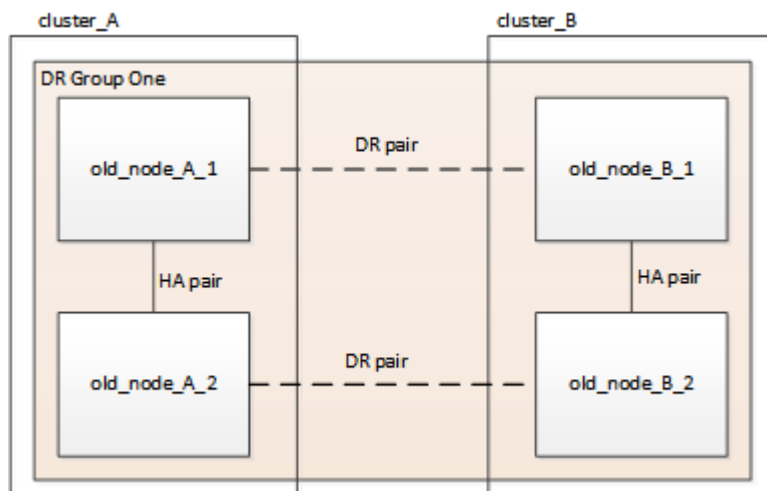 cluster_A
cluster_B
DR Group One
DR pair
old_node_A_1
old_node_B_1
HA pair
HA pair
DR pair
old_node_A_2
old_node_B_2